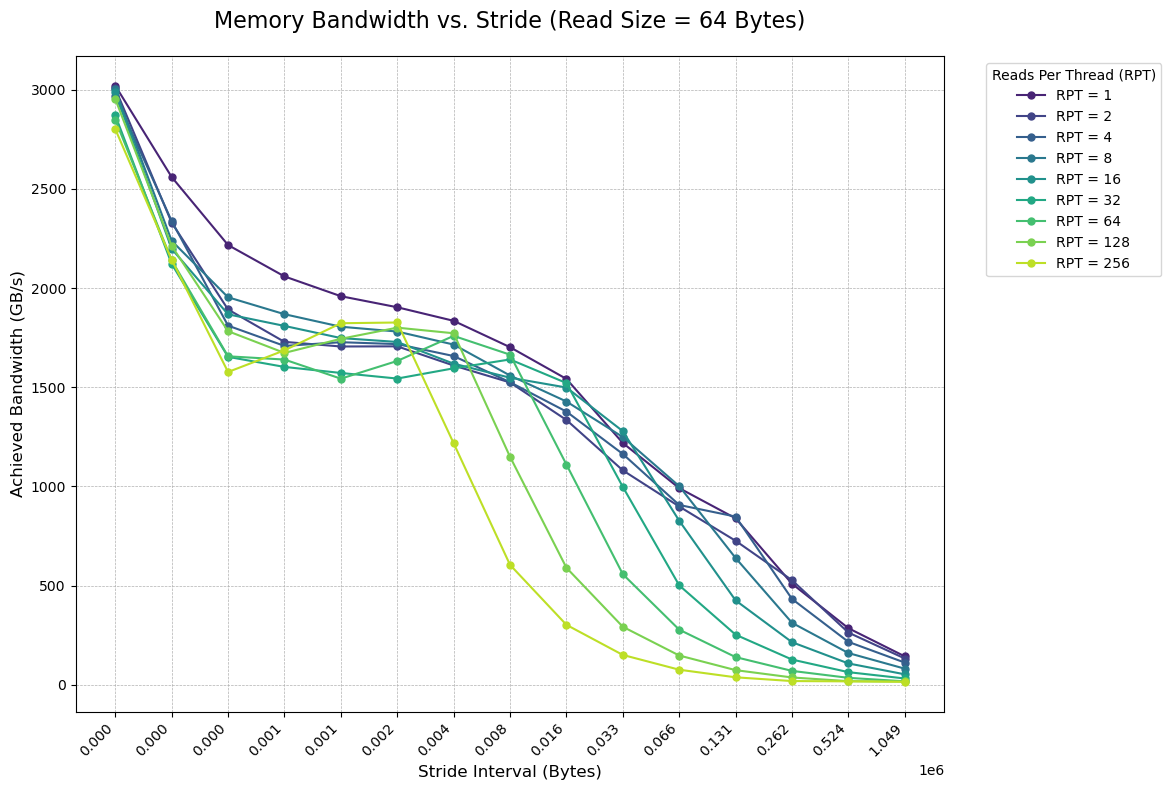 Memory Bandwidth vs. Stride (Read Size = 64 Bytes)
Reads Per Thread (RPT)
RPT = 1
RPT = 2
RPT = 4
RPT = 8
RPT = 16
RPT = 32
RPT = 64
RPT = 128
RPT = 256
Achieved Bandwidth (GB/s)
3000
2500
2000
1500
1000
500
0
0.000
0.000
0.000
0.001
0.001
0.002
0.004
0.008
0.016
0.033
0.066
0.131
0.262
0.524
1.049
1e6
Stride Interval (Bytes)